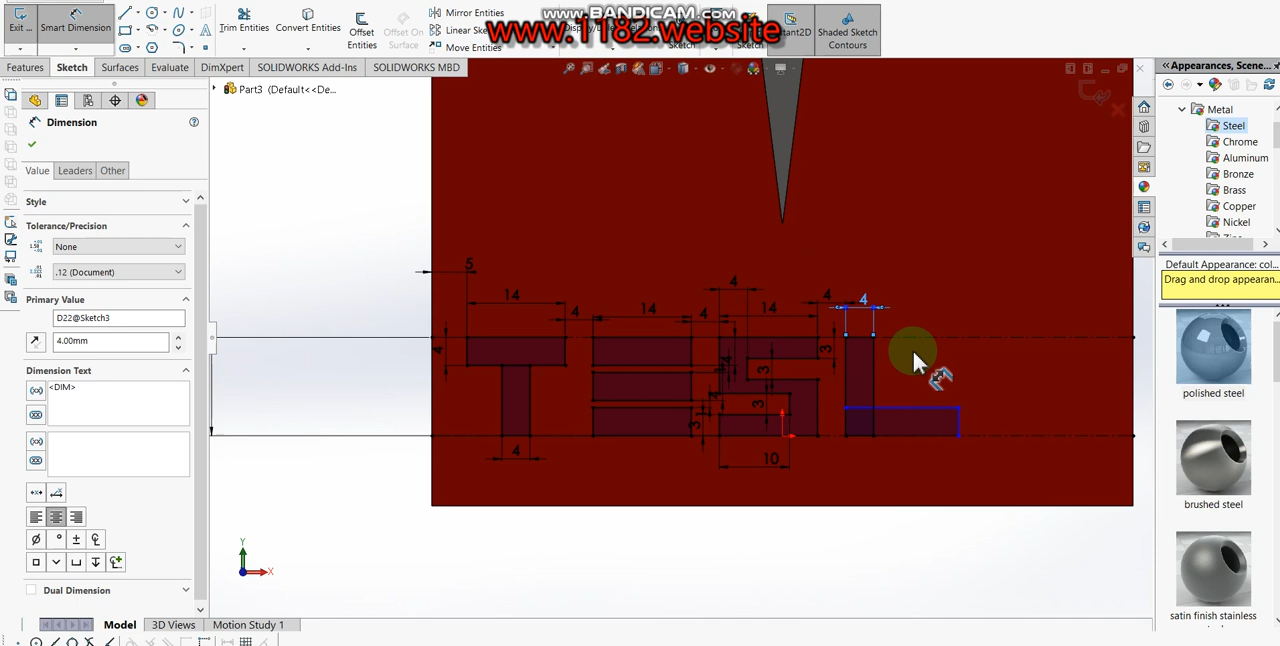 www.BANDICAM.com
www.1182.website
Exit ...
Smart Dimension
Trim Entities
Convert Entities
Offset Entities
Offset On Surface
Mirror Entities
Linear Ske
Move Entities
Sketch
tant2D
Shaded Sketch Contours
Features
Sketch
Surfaces
Evaluate
DimXpert
SOLIDWORKS Add-Ins
SOLIDWORKS MBD
Part3 (Default<<De...
Dimension
Value
Leaders
Other
Style
Tolerance/Precision
None
.12 (Document)
Primary Value
D22@Sketch3
4.00mm
Dimension Text
<DIM>
Dual Dimension
5
14
4
14
4
4
14
4
4
4
3
3
3
3
4
10
Y
X
Appearances, Scene...
Metal
Steel
Chrome
Aluminum
Bronze
Brass
Copper
Nickel
Default Appearance: col...
Drag and drop appearan...
polished steel
brushed steel
satin finish stainless
Model
3D Views
Motion Study 1